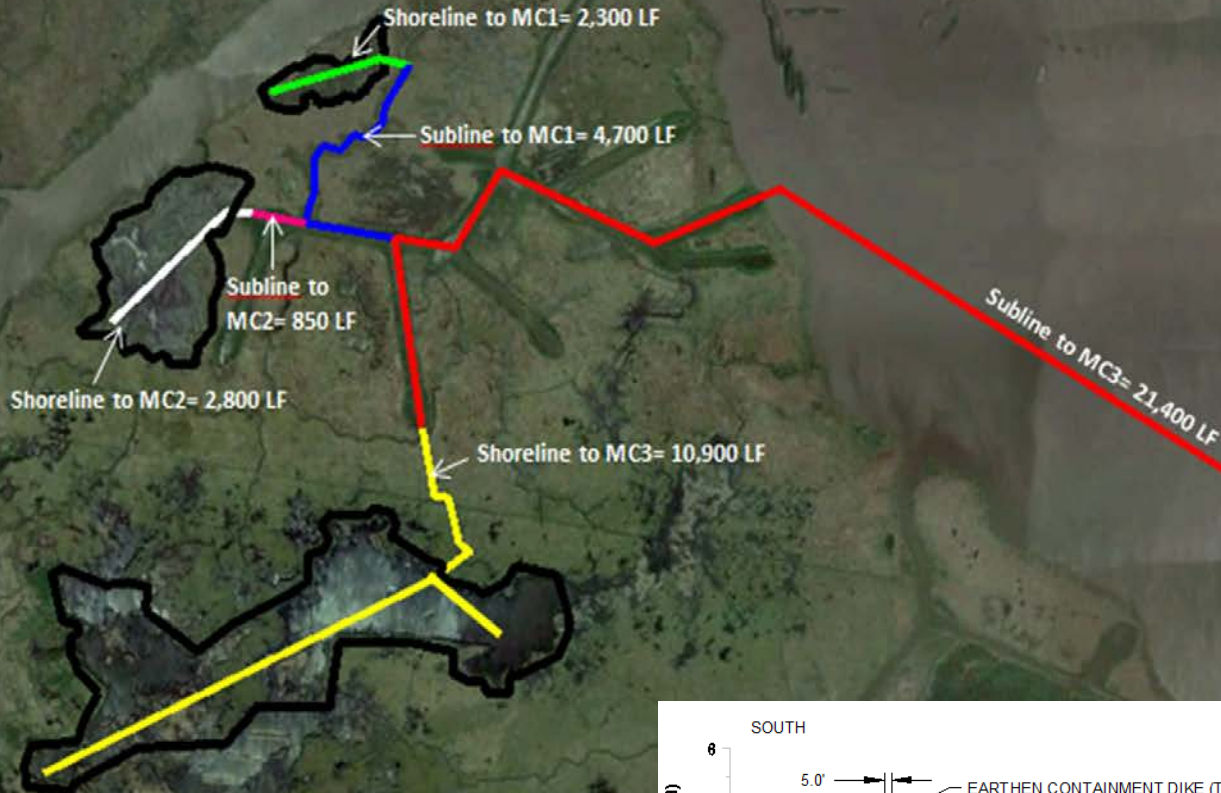 Shoreline to MC1= 2,300 LF
Subline to MC1= 4,700 LF
Subline to
MC2= 850 LF
Subline to MC3= 21,400 LF
Shoreline to MC2= 2,800 LF
Shoreline to MC3= 10,900 LF
SOUTH
5.0'
EARTHEN CONTAINMENT DIKE (T